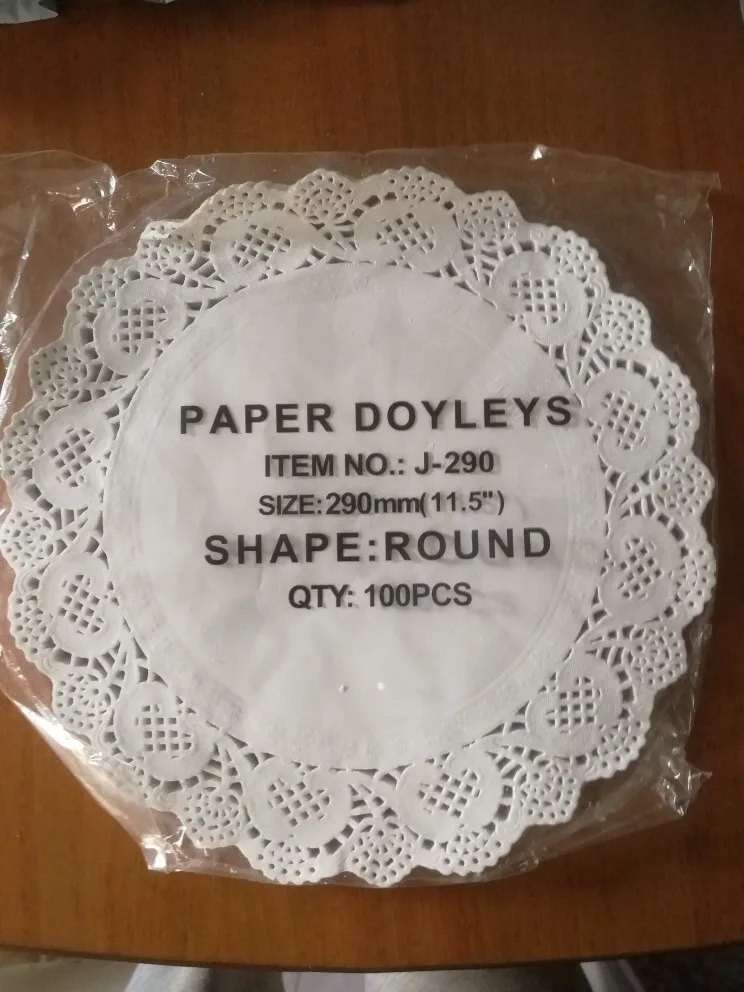 PAPER DOYLEYS
ITEM NO.: J-290
SIZE:290mm(11.5")
SHAPE:ROUND
QTY: 100PCS